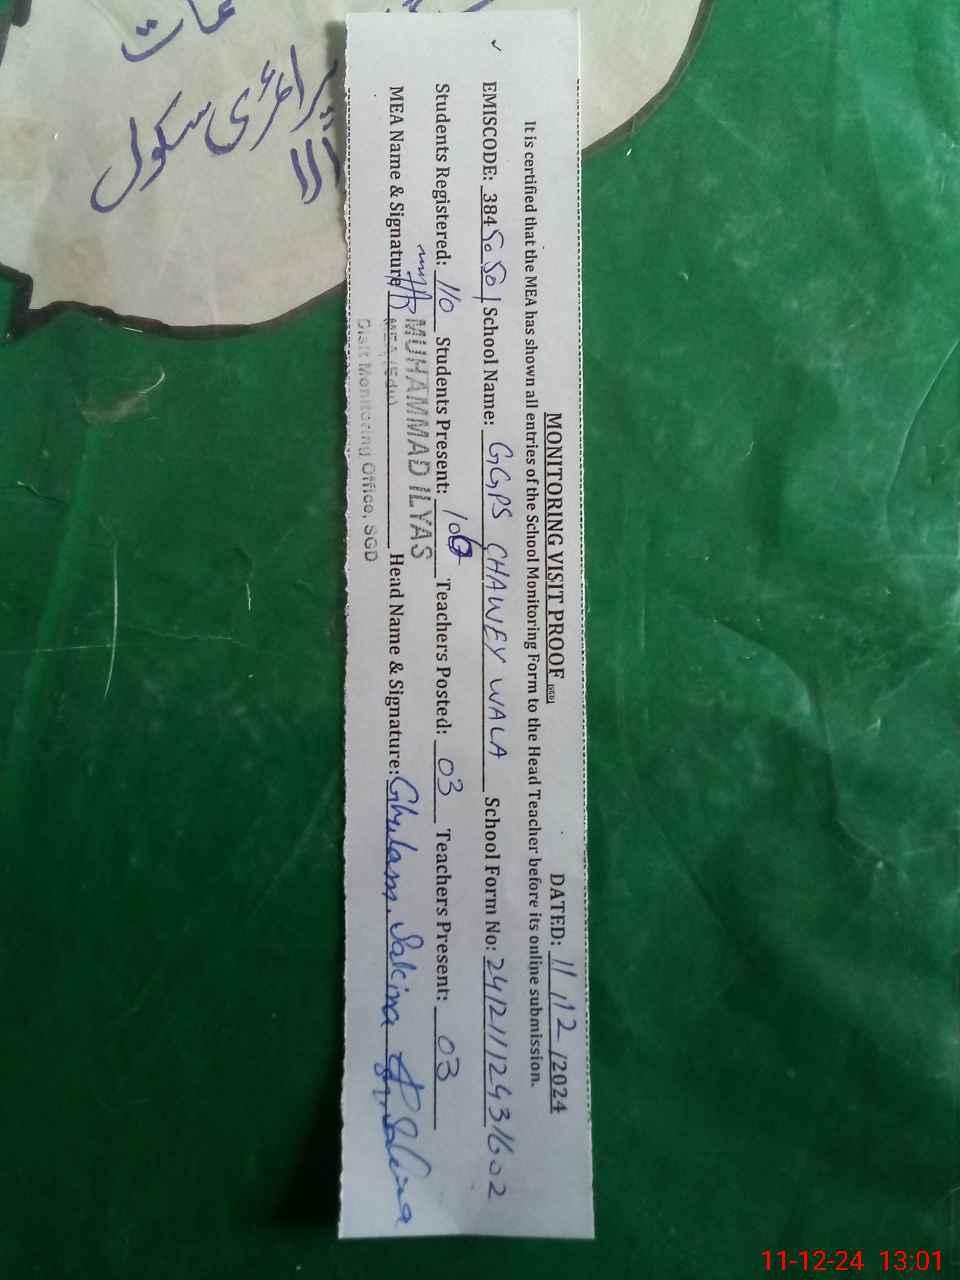 MONITORING VISIT PROOF DATED: 11/12/2024
It is certified that the MEA has shown all entries of the School Monitoring Form to the Head Teacher before its online submission.
EMISCODE: 384 School Name: GGPS CHAWEY WALA School Form No:
Students Registered: 110 Students Present: Teachers Posted: 03 Teachers Present: 03
MEA Name & Signature Head Name & Signature: Ghulam Sakina
MUHAMMAD ILYAS
MEA (Edu)
Distt Monitoring Office, SGD
پرائمری سکول
11-12-24 13:01